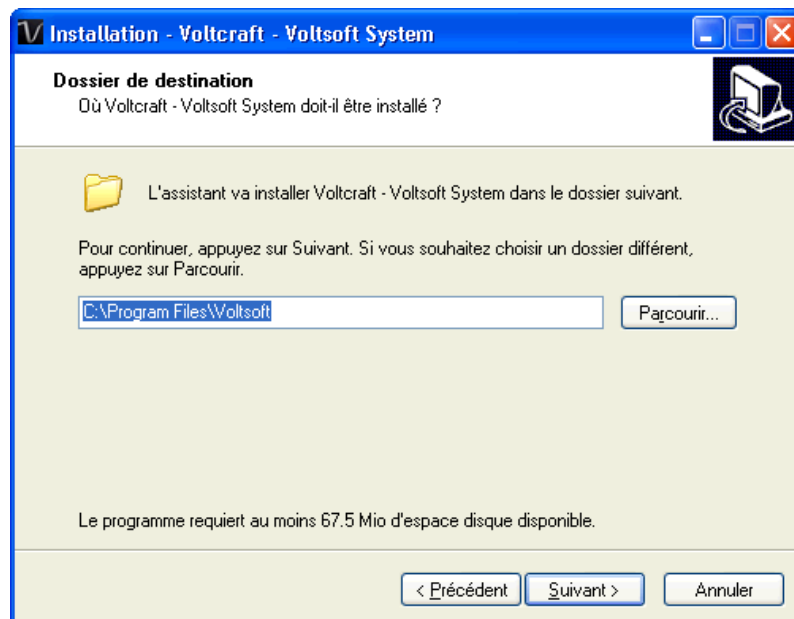 Installation - Voltcraft - Voltsoft System
Dossier de destination
Où Voltcraft - Voltsoft System doit-il être installé ?
L'assistant va installer Voltcraft - Voltsoft System dans le dossier suivant.
Pour continuer, appuyez sur Suivant. Si vous souhaitez choisir un dossier différent,
appuyez sur Parcourir.
C:\Program Files\Voltsoft
Parcourir...
Le programme requiert au moins 67.5 Mio d'espace disque disponible.
< Précédent
Suivant >
Annuler